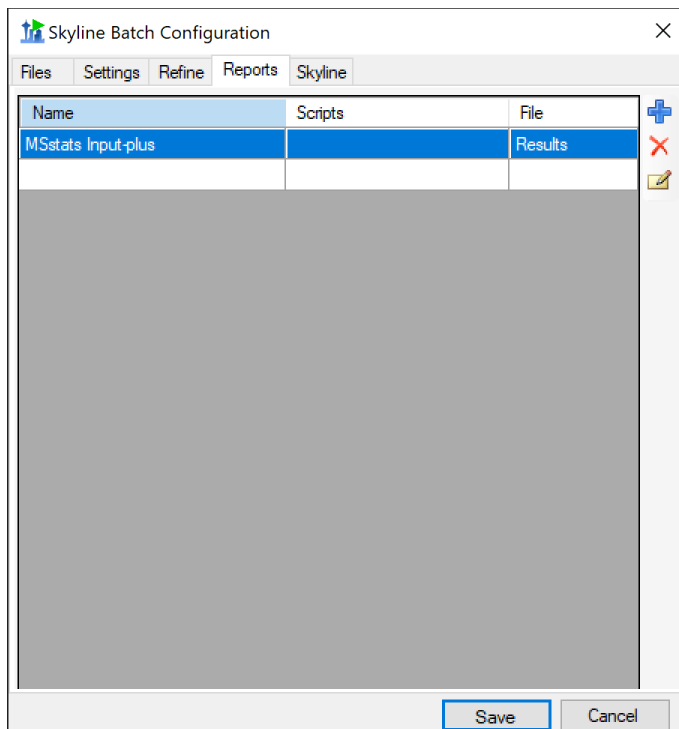 Skyline Batch Configuration
Files Settings Refine Reports Skyline
Name Scripts File
MSstats Input-plus Results
Save Cancel